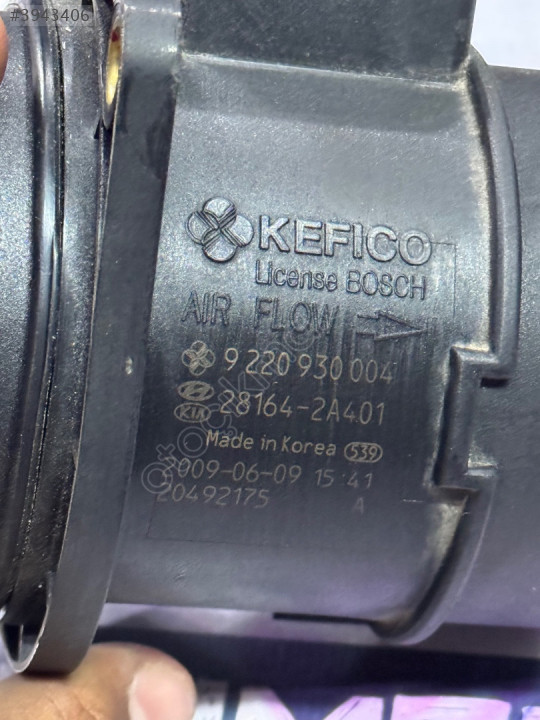 #3943406
KEFICO
License BOSCH
AIR FLOW
9 220 930 004
28164-2A401
KIA
Made in Korea 539
2009-06-09 15:41
20492175 A